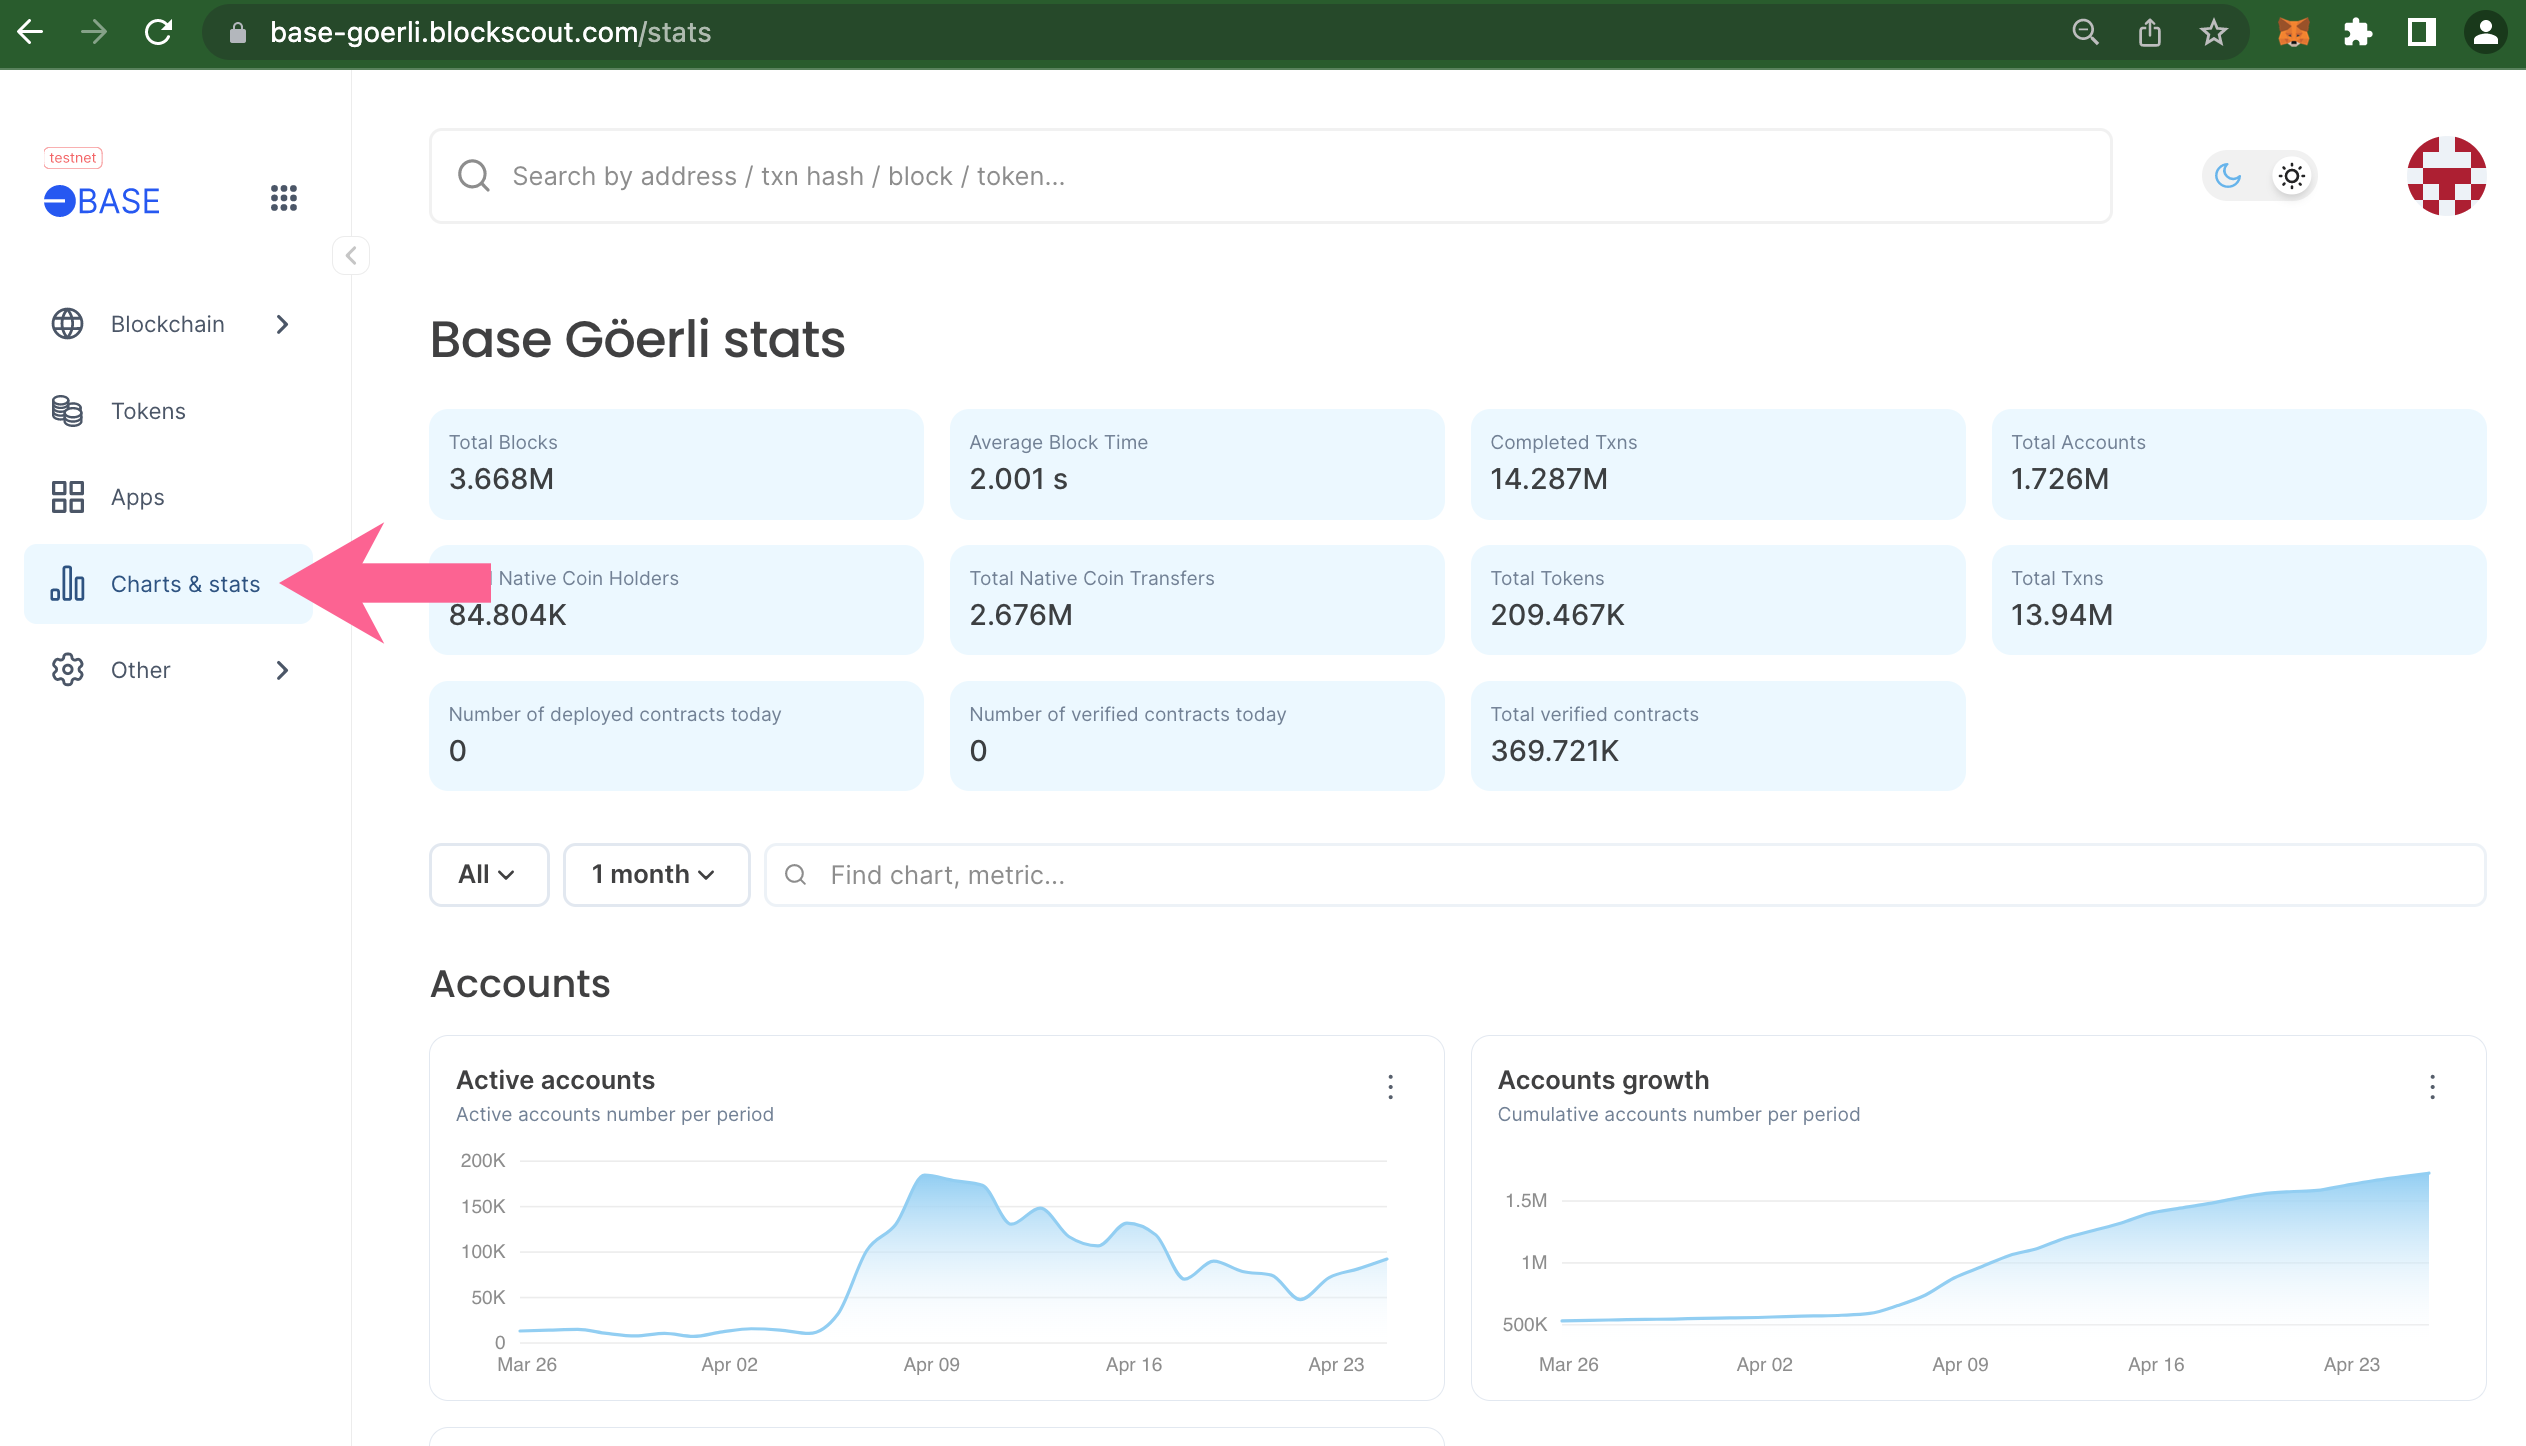 base-goerli.blockscout.com/stats
testnet
BASE
Search by address / txn hash / block / token...
Blockchain
Tokens
Apps
Charts & stats
Other
Base Göerli stats
Total Blocks
3.668M
Average Block Time
2.001 s
Completed Txns
14.287M
Total Accounts
1.726M
Native Coin Holders
84.804K
Total Native Coin Transfers
2.676M
Total Tokens
209.467K
Total Txns
13.94M
Number of deployed contracts today
0
Number of verified contracts today
0
Total verified contracts
369.721K
All
1 month
Find chart, metric...
Accounts
Active accounts
Active accounts number per period
200K
150K
100K
50K
0
Mar 26
Apr 02
Apr 09
Apr 16
Apr 23
Accounts growth
Cumulative accounts number per period
1.5M
1M
500K
Mar 26
Apr 02
Apr 09
Apr 16
Apr 23